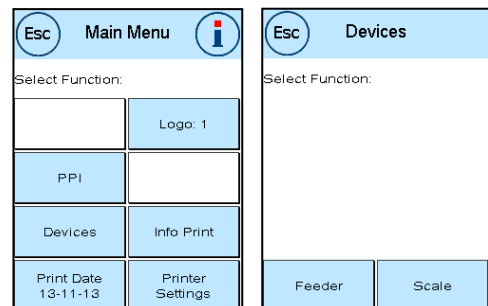 Esc Main Menu i
Select Function:
Logo: 1
PPI
Devices Info Print
Print Date
13-11-13
Printer
Settings
Esc Devices
Select Function:
Feeder Scale